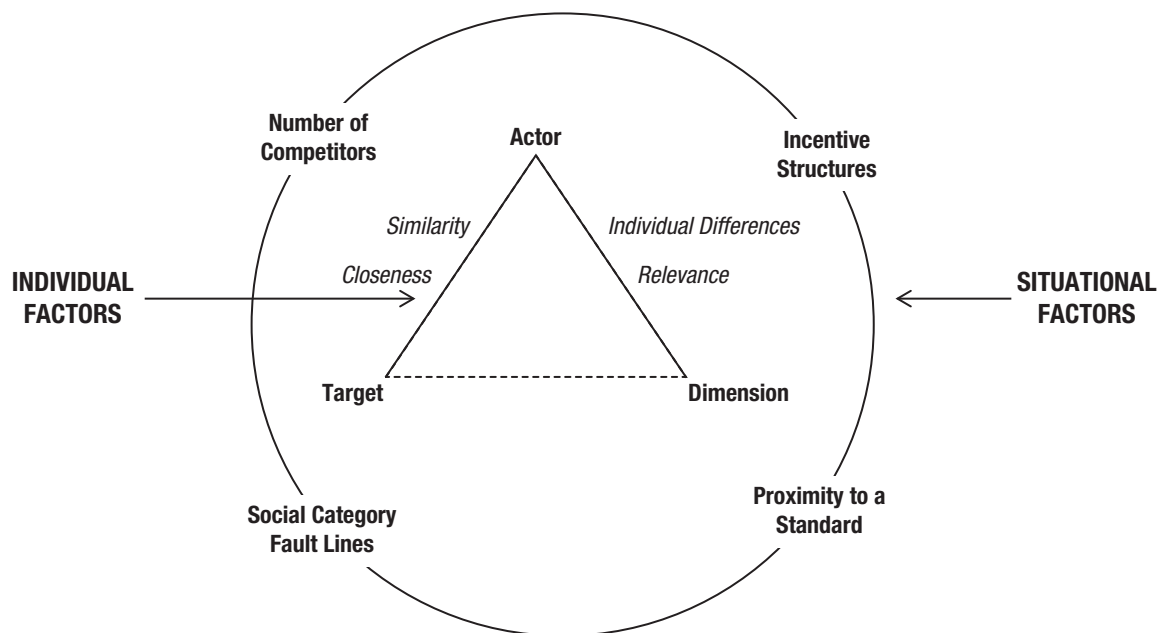 Number of
Competitors
Actor
Incentive
Structures
Similarity
Individual Differences
Closeness
Relevance
INDIVIDUAL
FACTORS
SITUATIONAL
FACTORS
Target
Dimension
Social Category
Fault Lines
Proximity to a
Standard